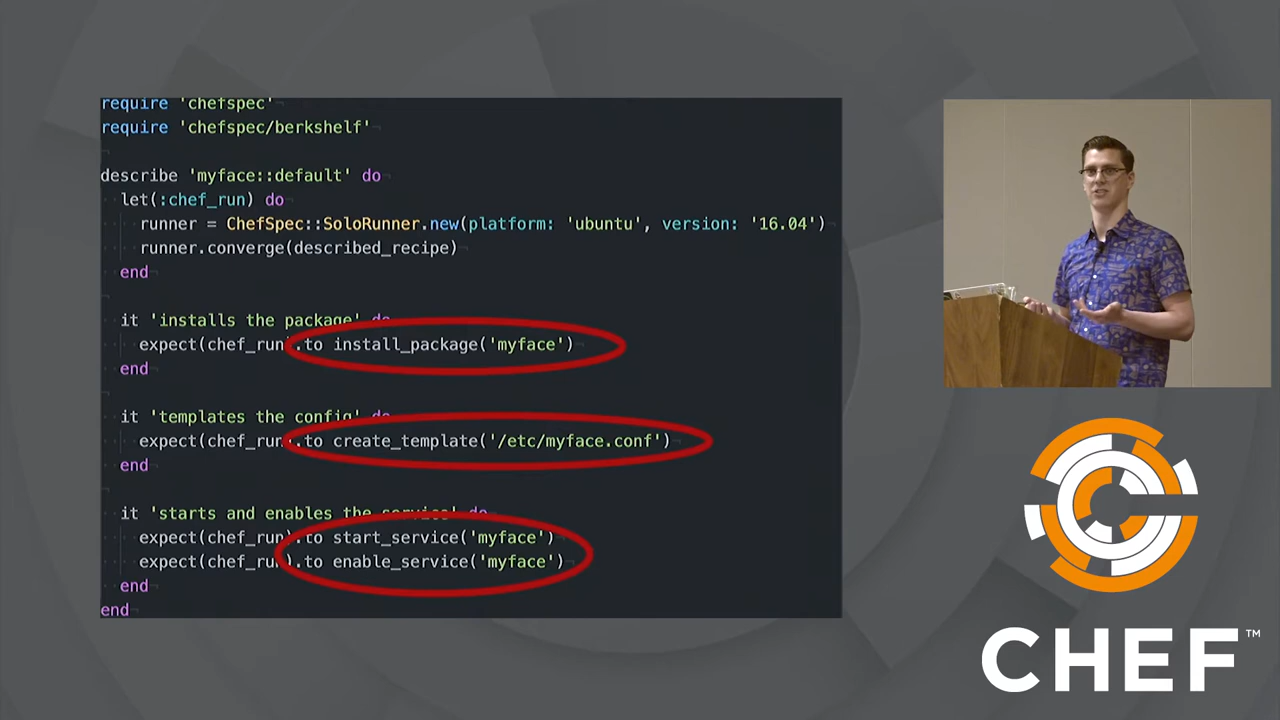 require 'chefspec'
require 'chefspec/berkshelf'
describe 'myface::default' do
let(:chef_run) do
runner = ChefSpec::SoloRunner.new(platform: 'ubuntu', version: '16.04')
runner.converge(described_recipe)
end
it 'installs the package' do
expect(chef_run).to install_package('myface')
end
it 'templates the config' do
expect(chef_run).to create_template('/etc/myface.conf')
end
it 'starts and enables the service' do
expect(chef_run).to start_service('myface')
expect(chef_run).to enable_service('myface')
end
end
CHEF™